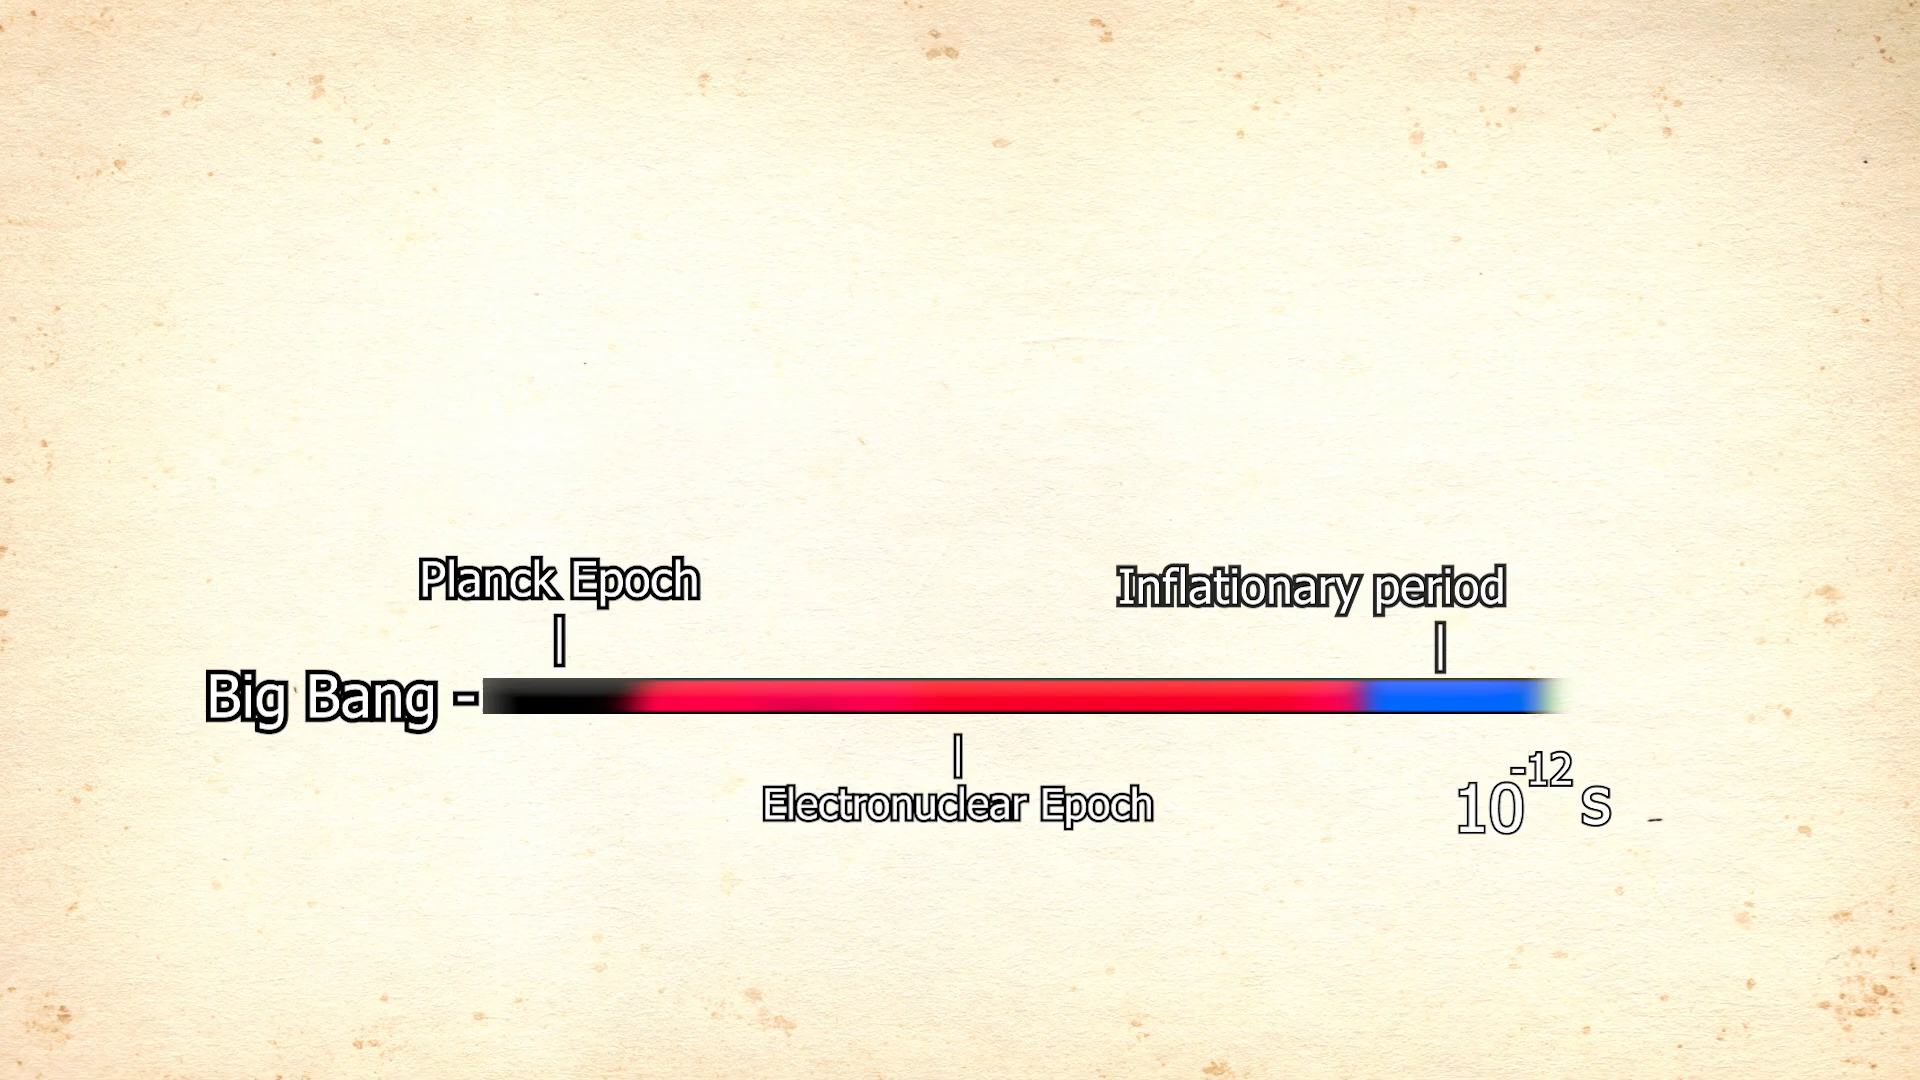 Planck Epoch
Inflationary period
Big Bang -
Electronuclear Epoch
10⁻¹² S